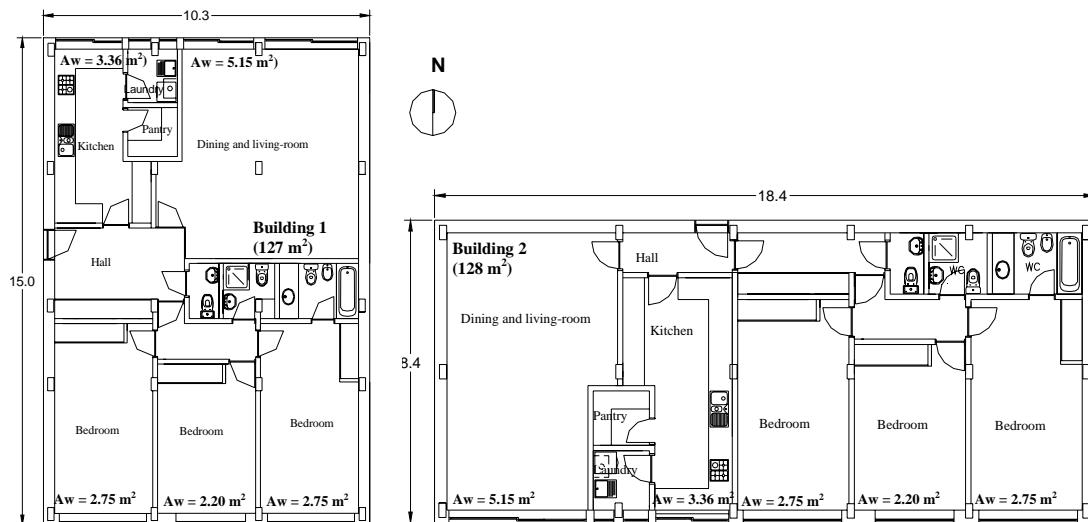 10.3
Aw = 3.36 m²)
Aw = 5.15 m²)
Laundry
Pantry
Kitchen
Dining and living-room
Building 1
(127 m²)
15.0
Hall
Bedroom
Bedroom
Bedroom
Aw = 2.75 m²
Aw = 2.20 m²
Aw = 2.75 m²
N
18.4
Building 2
(128 m²)
Hall
WC
WC
8.4
Dining and living-room
Kitchen
Pantry
Laundry
Bedroom
Bedroom
Bedroom
Aw = 5.15 m²
Aw = 3.36 m²
Aw = 2.75 m²
Aw = 2.20 m²
Aw = 2.75 m²